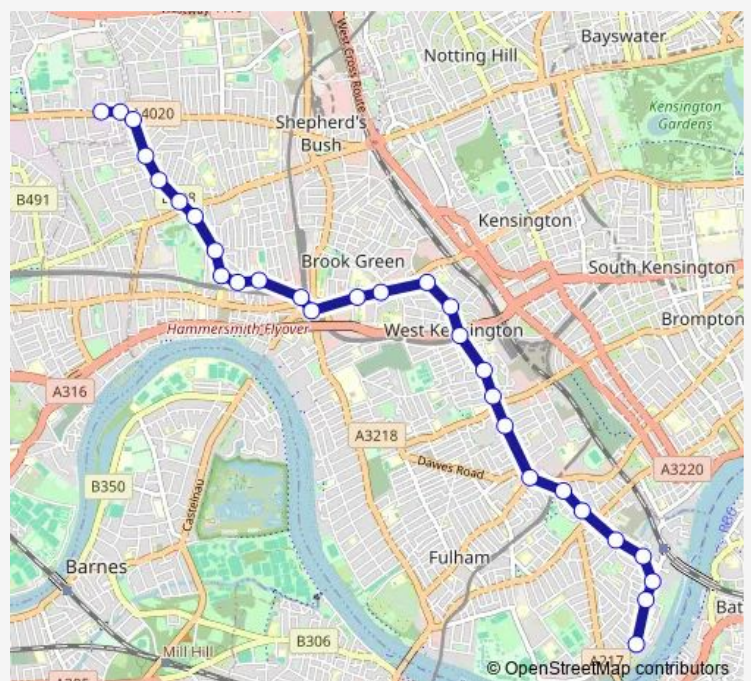 Bayswater
Notting Hill
West Cross Route
Kensington
Gardens
A4020
Shepherd's
Bush
B491
Kensington
Brook Green
South Kensington
Brompton
Hammersmith Flyover
West Kensington
A316
A3218
Dawes Road
A3220
B350
Castelnau
Fulham
Barnes
Bat
B306
Mill Hill
A217
A305
© OpenStreetMap contributors